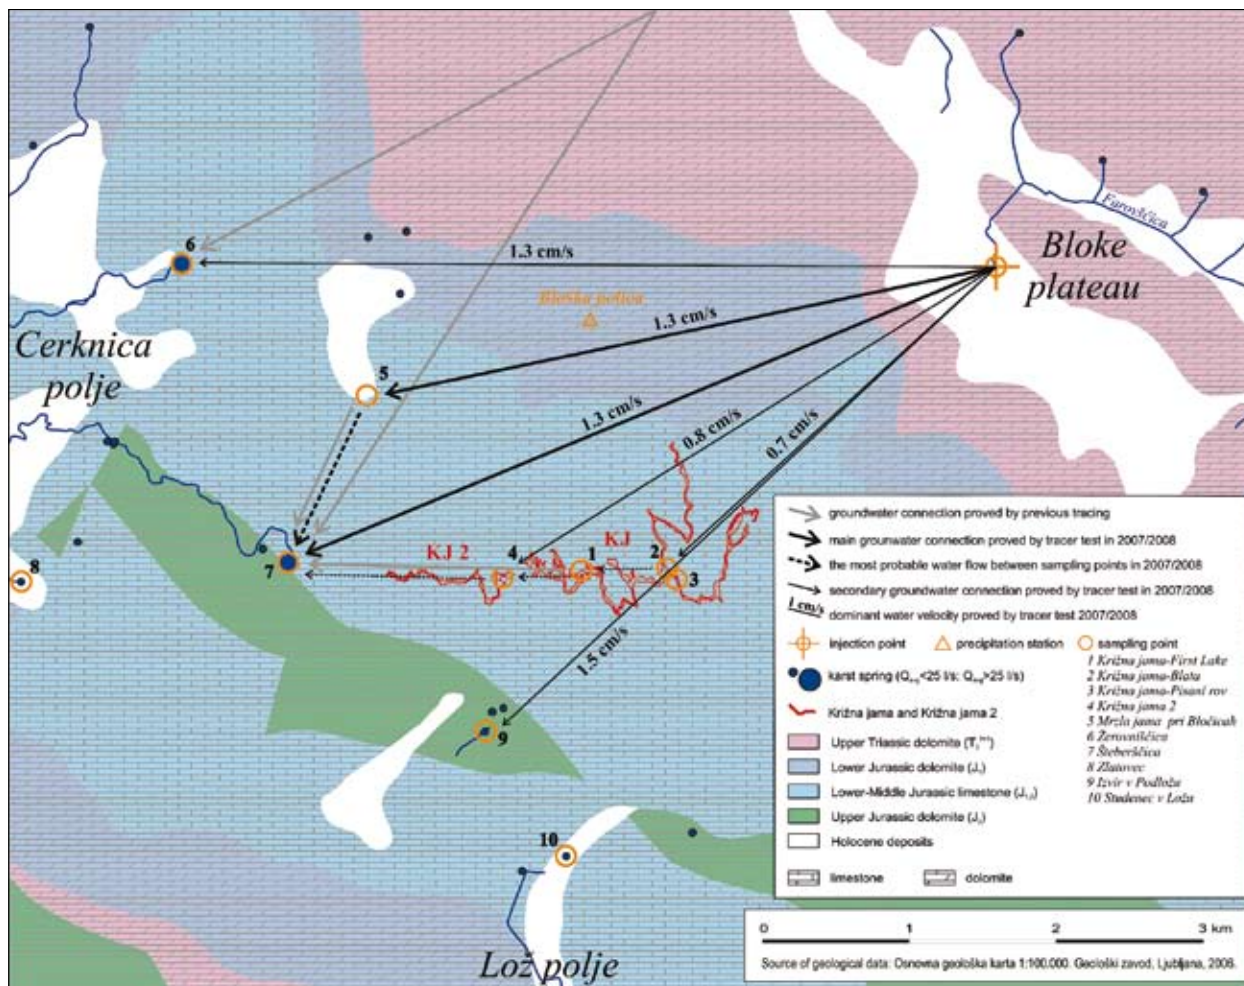 6
1.3 cm/s
Bloke
plateau
Farovščica
Bloška polica
1.3 cm/s
Cerknica
polje
5
1.3 cm/s
0.8 cm/s
0.7 cm/s
KJ 2
4
1
KJ
2
3
7
8
1.5 cm/s
9
10
Lož polje
groundwater connection proved by previous tracing
main grounwater connection proved by tracer test in 2007/2008
the most probable water flow between sampling points in 2007/2008
secondary groundwater connection proved by tracer test in 2007/2008
1 cm/s dominant water velocity proved by tracer test 2007/2008
injection point
precipitation station
sampling point
karst spring (Q <25 l/s; Q >25 l/s)
Križna jama and Križna jama 2
Upper Triassic dolomite
Lower Jurassic dolomite
Lower-Middle Jurassic limestone
Upper Jurassic dolomite
Holocene deposits
limestone
dolomite
1 Križna jama-First Lake
2 Križna jama-Blata
3 Križna jama-Pisani rov
4 Križna jama 2
5 Mrzla jama pri Bločicah
6 Žerovniščica
7 Šteberščica
8 Zlatovec
9 Izvir v Podložu
10 Studenec v Ložu
0 1 2 3 km
Source of geological data: Osnovna geološka karta 1:100.000. Geološki zavod, Ljubljana, 2006.